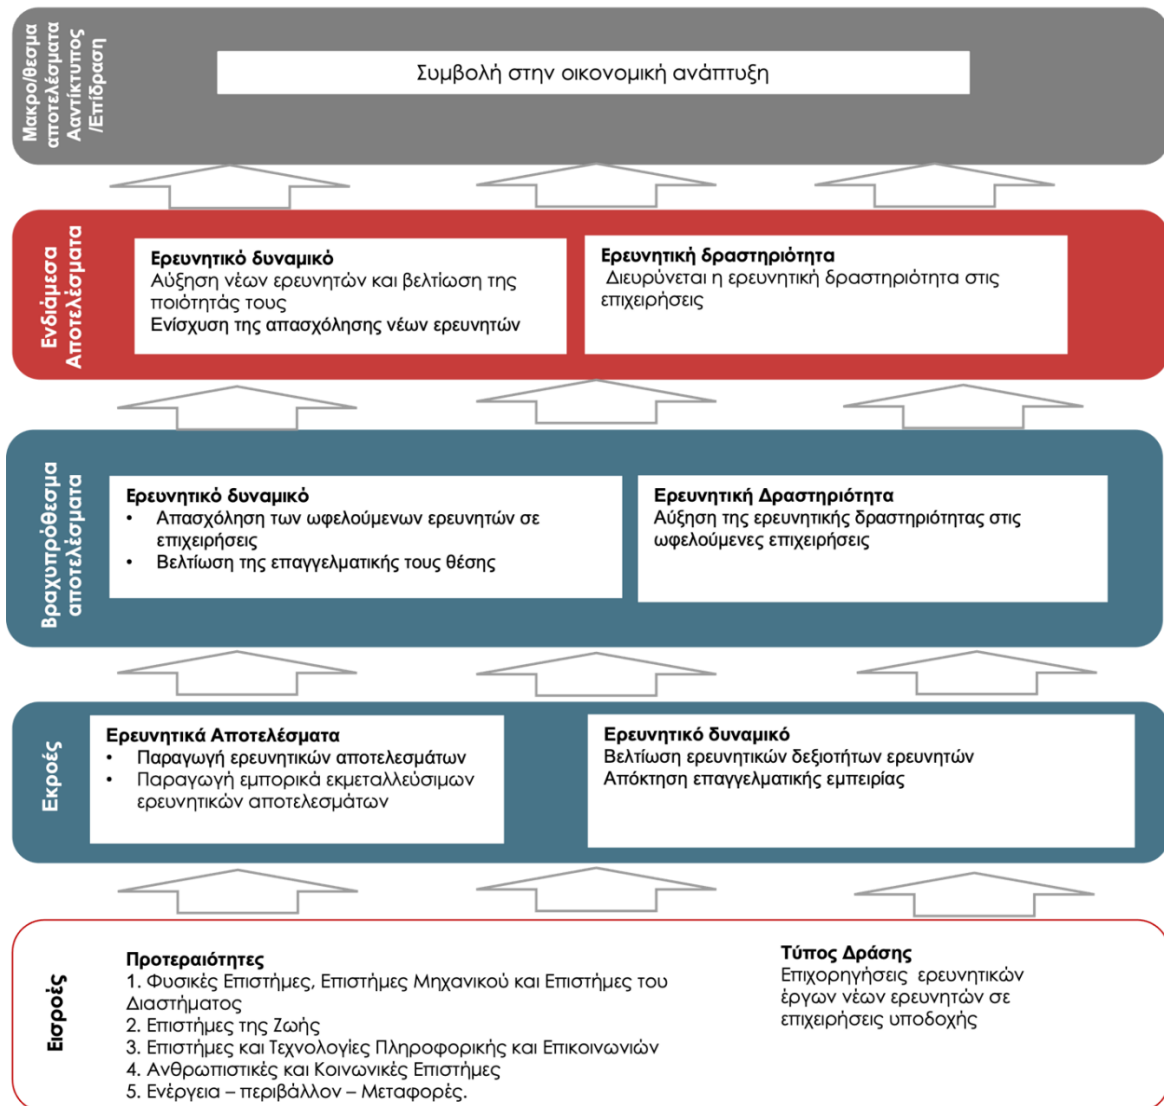 Μακρο/θεσμα
αποτελέσματα
Ααντίκτυπος
/Επίδραση
Συμβολή στην οικονομική ανάπτυξη
Ενδιάμεσα
Αποτελέσματα
Ερευνητικό δυναμικό
Αύξηση νέων ερευνητών και βελτίωση της
ποιότητάς τους
Ενίσχυση της απασχόλησης νέων ερευνητών
Ερευνητική δραστηριότητα
Διευρύνεται η ερευνητική δραστηριότητα στις
επιχειρήσεις
Βραχυπρόθεσμα
αποτελέσματα
Ερευνητικό δυναμικό
• Απασχόληση των ωφελούμενων ερευνητών σε
επιχειρήσεις
• Βελτίωση της επαγγελματικής τους θέσης
Ερευνητική Δραστηριότητα
Αύξηση της ερευνητικής δραστηριότητας στις
ωφελούμενες επιχειρήσεις
Εκροές
Ερευνητικά Αποτελέσματα
• Παραγωγή ερευνητικών αποτελεσμάτων
• Παραγωγή εμπορικά εκμεταλλεύσιμων
ερευνητικών αποτελεσμάτων
Ερευνητικό δυναμικό
Βελτίωση ερευνητικών δεξιοτήτων ερευνητών
Απόκτηση επαγγελματικής εμπειρίας
Εισροές
Προτεραιότητες
1. Φυσικές Επιστήμες, Επιστήμες Μηχανικού και Επιστήμες του
Διαστήματος
2. Επιστήμες της Ζωής
3. Επιστήμες και Τεχνολογίες Πληροφορικής και Επικοινωνιών
4. Ανθρωπιστικές και Κοινωνικές Επιστήμες
5. Ενέργεια – περιβάλλον – Μεταφορές.
Τύπος Δράσης
Επιχορηγήσεις ερευνητικών
έργων νέων ερευνητών σε
επιχειρήσεις υποδοχής